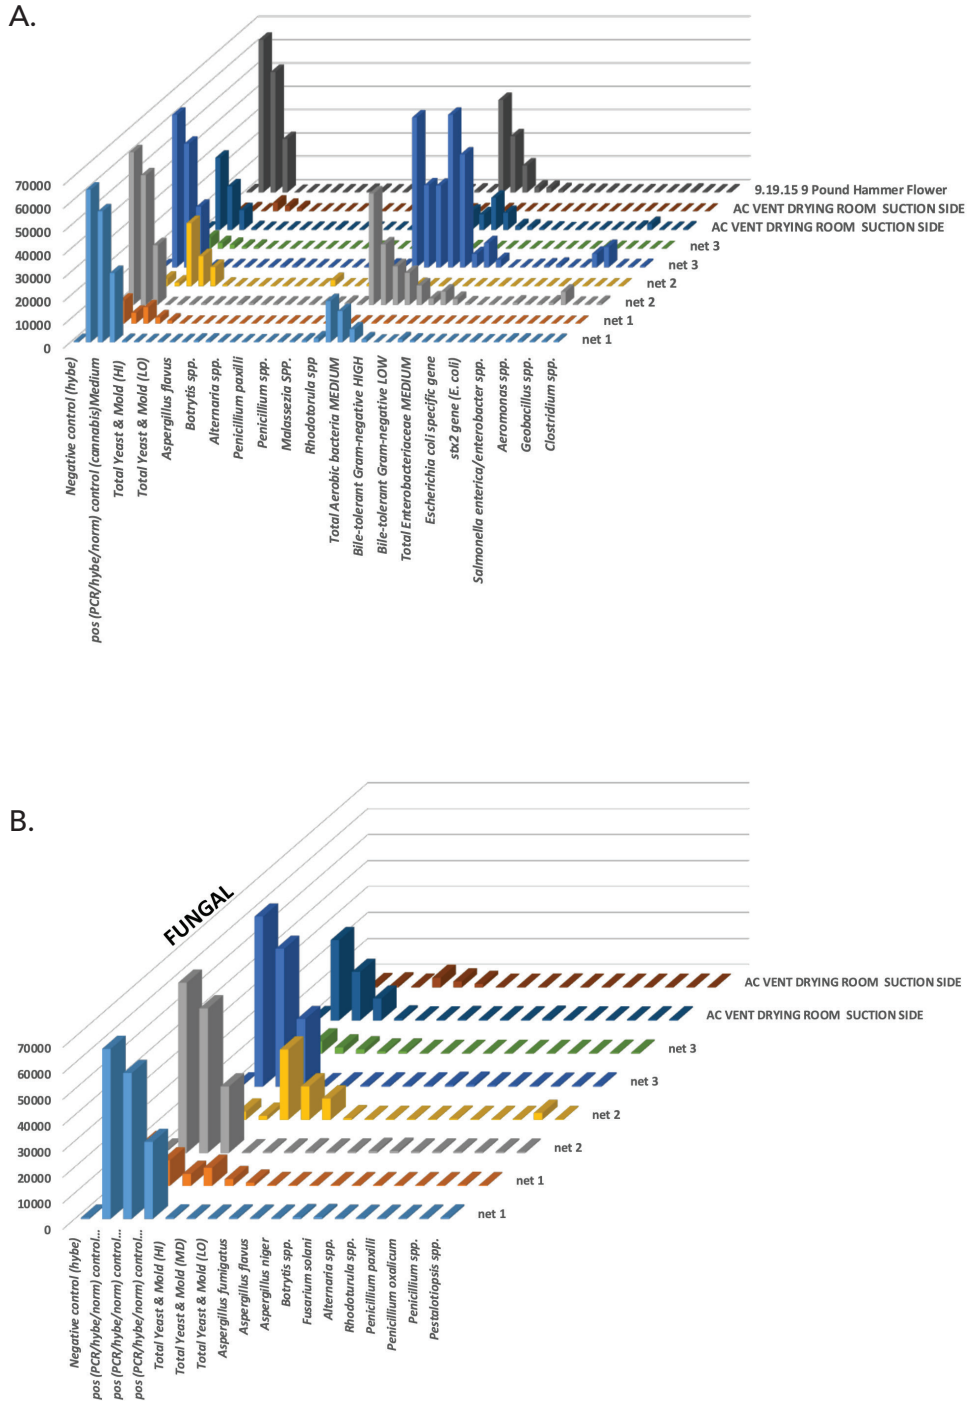 A.
70000
60000
50000
40000
30000
20000
10000
0
9.19.15 9 Pound Hammer Flower
AC VENT DRYING ROOM SUCTION SIDE
AC VENT DRYING ROOM SUCTION SIDE
net 3
net 3
net 2
net 2
net 1
net 1
Negative control (hybe)
pos (PCR/hybe/norm) control (cannabis)Medium
Total Yeast & Mold (HI)
Total Yeast & Mold (LO)
Aspergillus flavus
Botrytis spp.
Alternaria spp.
Penicillium paxilli
Penicillium spp.
Malassezia SPP.
Rhodotorula spp
Total Aerobic bacteria MEDIUM
Bile-tolerant Gram-negative HIGH
Bile-tolerant Gram-negative LOW
Total Enterobacteriaceae MEDIUM
Escherichia coli specific gene
stx2 gene (E. coli)
Salmonella enterica/enterobacter spp.
Aeromonas spp.
Geobacillus spp.
Clostridium spp.
B.
FUNGAL
70000
60000
50000
40000
30000
20000
10000
0
AC VENT DRYING ROOM SUCTION SIDE
AC VENT DRYING ROOM SUCTION SIDE
net 3
net 3
net 2
net 2
net 1
net 1
Negative control (hybe)
pos (PCR/hybe/norm) control...
pos (PCR/hybe/norm) control...
pos (PCR/hybe/norm) control...
Total Yeast & Mold (HI)
Total Yeast & Mold (MD)
Total Yeast & Mold (LO)
Aspergillus fumigatus
Aspergillus flavus
Aspergillus niger
Botrytis spp.
Fusarium solani
Alternaria spp.
Rhodoturula spp.
Penicillium paxilli
Penicillium oxalicum
Penicillium spp.
Pestalotiopsis spp.